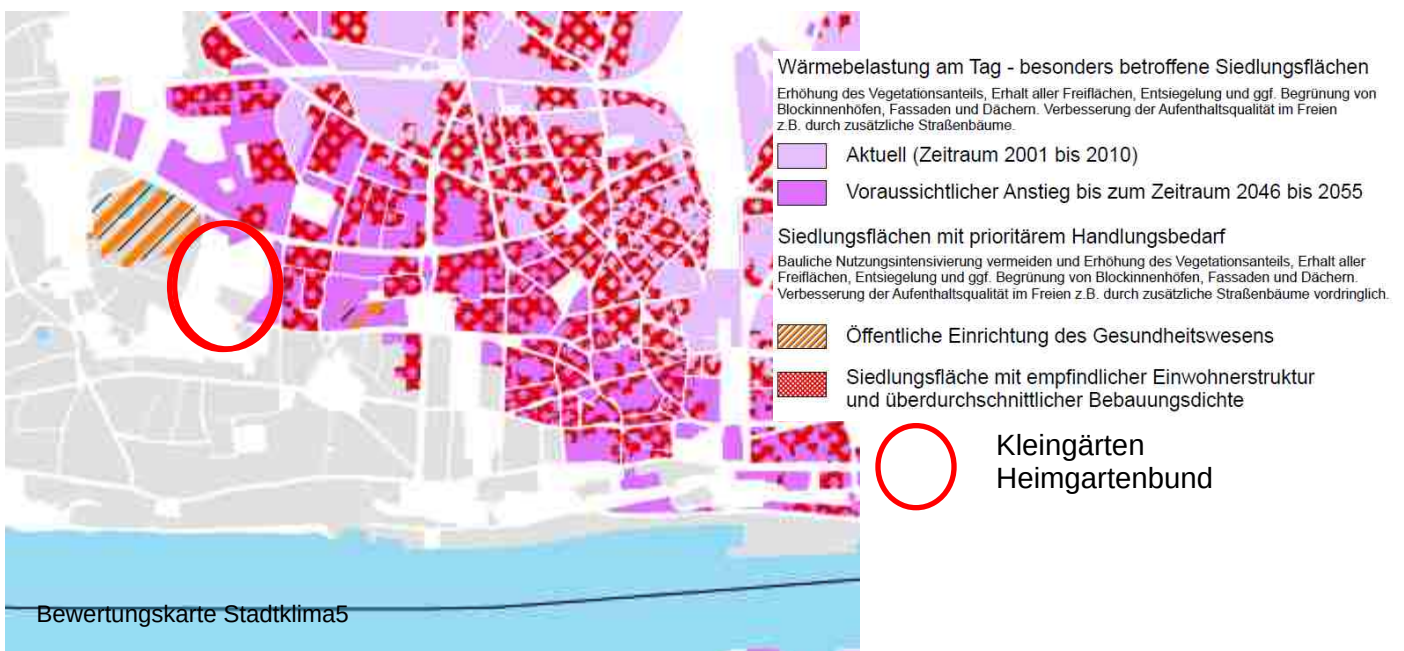 Wärmebelastung am Tag - besonders betroffene Siedlungsflächen
Erhöhung des Vegetationsanteils, Erhalt aller Freiflächen, Entsiegelung und ggf. Begrünung von
Blockinnenhöfen, Fassaden und Dächern. Verbesserung der Aufenthaltsqualität im Freien
z.B. durch zusätzliche Straßenbäume.
Aktuell (Zeitraum 2001 bis 2010)
Voraussichtlicher Anstieg bis zum Zeitraum 2046 bis 2055
Siedlungsflächen mit prioritärem Handlungsbedarf
Bauliche Nutzungsintensivierung vermeiden und Erhöhung des Vegetationsanteils, Erhalt aller
Freiflächen, Entsiegelung und ggf. Begrünung von Blockinnenhöfen, Fassaden und Dächern.
Verbesserung der Aufenthaltsqualität im Freien z.B. durch zusätzliche Straßenbäume vordringlich.
Öffentliche Einrichtung des Gesundheitswesens
Siedlungsfläche mit empfindlicher Einwohnerstruktur
und überdurchschnittlicher Bebauungsdichte
Kleingärten
Heimgartenbund
Bewertungskarte Stadtklima5